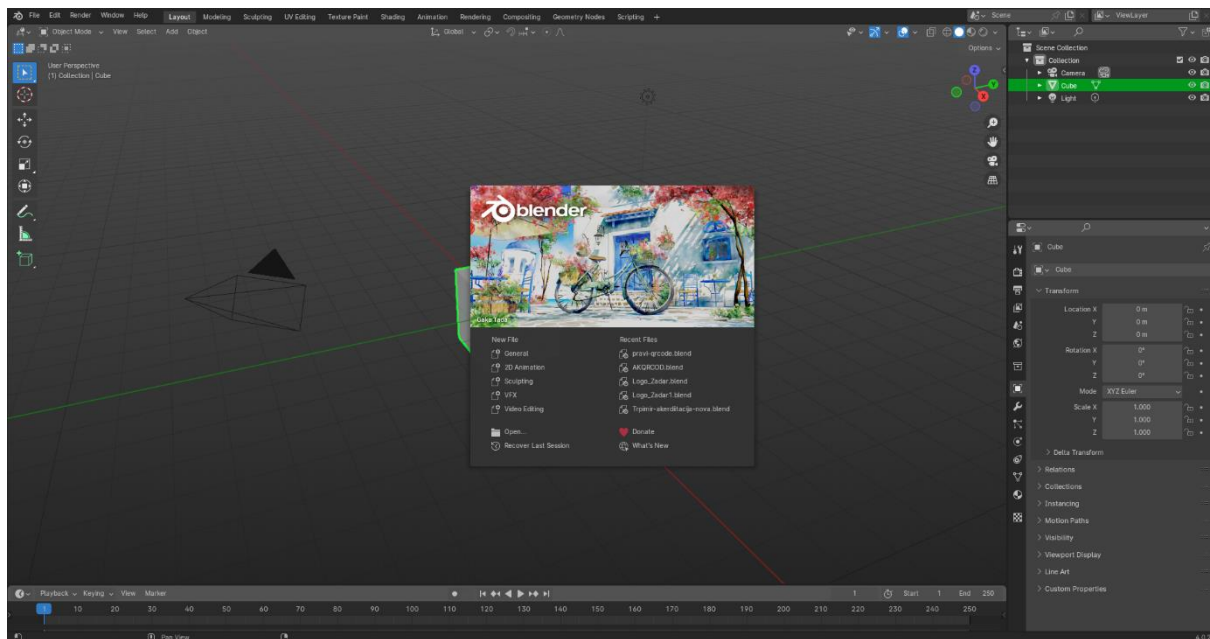 File Edit Render Window Help Layout Modeling Sculpting UV Editing Texture Paint Shading Animation Rendering Compositing Geometry Nodes Scripting + Scene ViewLayer
Object Mode View Select Add Object Global
Options
User Perspective
(1) Collection | Cube
Scene Collection
Collection
Camera
Cube
Light
blender
New File
General
2D Animation
Sculpting
VFX
Video Editing
Open...
Recover Last Session
Recent Files
pravi-qrcode.blend
AKQRCOD.blend
Logo_Zadar.blend
Logo_Zadar1.blend
Trpimir-akerditacija-nova.blend
Donate
What's New
Cube
Cube
Transform
Location X 0 m
Y 0 m
Z 0 m
Rotation X 0°
Y 0°
Z 0°
Mode XYZ Euler
Scale X 1.000
Y 1.000
Z 1.000
Delta Transform
Relations
Collections
Instancing
Motion Paths
Visibility
Viewport Display
Line Art
Custom Properties
Playback Keying View Marker 1 Start 1 End 250
1 10 20 30 40 50 60 70 80 90 100 110 120 130 140 150 160 170 180 190 200 210 220 230 240 250
Pan View